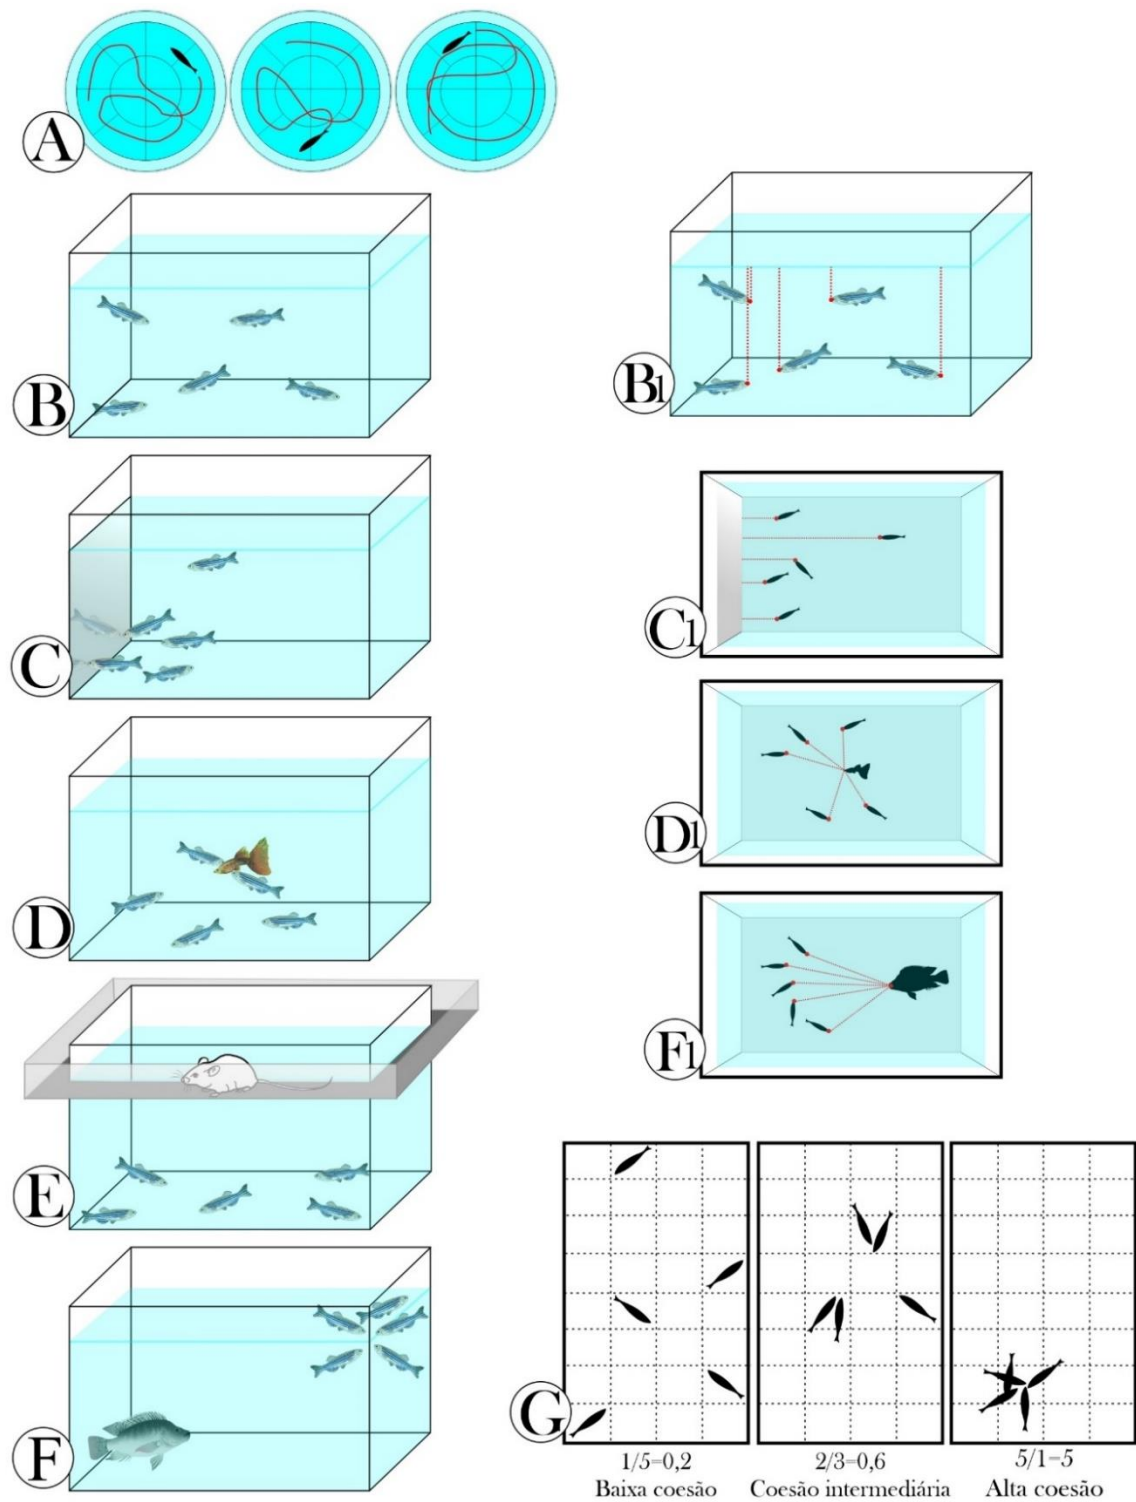 A
B
B1
C
C1
D
D1
E
F
F1
G
1/5=0,2
Baixa coesão
2/3=0,6
Coesão intermediária
5/1=5
Alta coesão